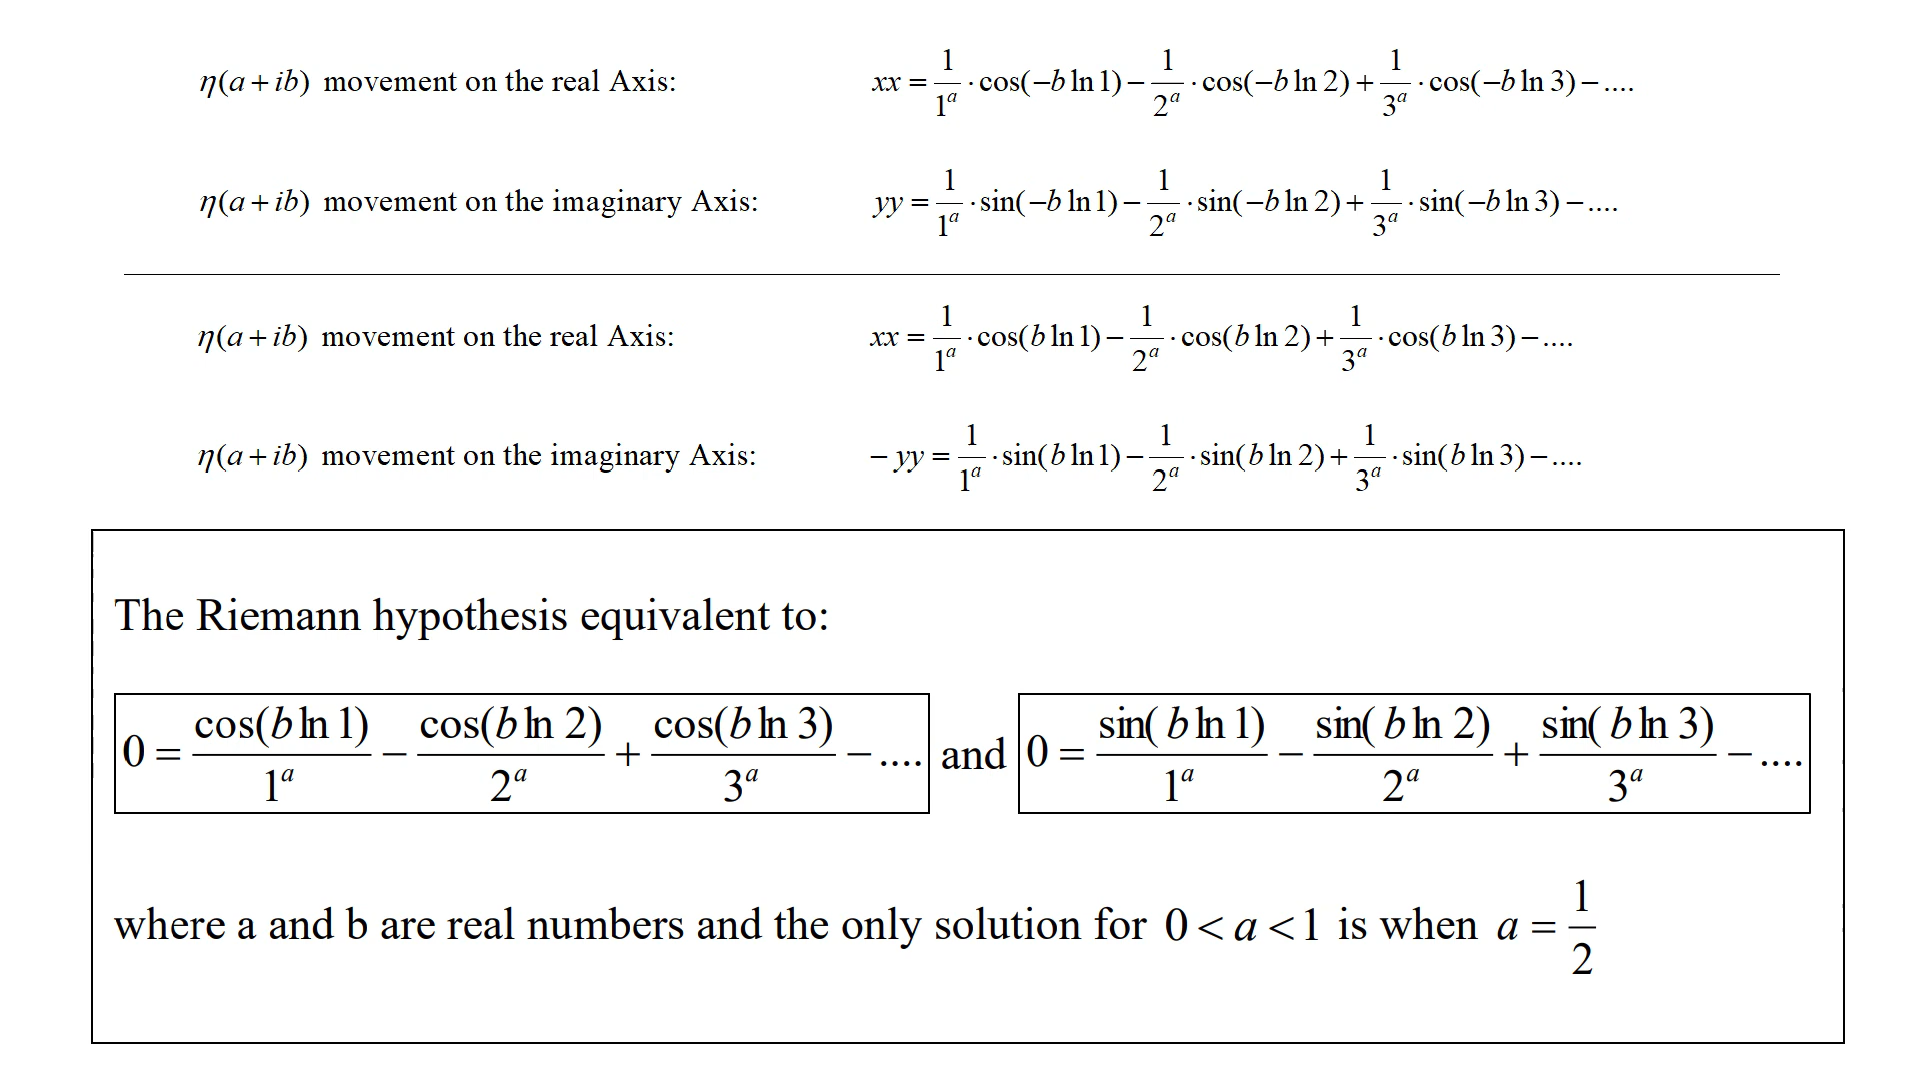 η(a+ib) movement on the real Axis: xx = 1/1^a · cos(−b ln 1) − 1/2^a · cos(−b ln 2) + 1/3^a · cos(−b ln 3) − ....
η(a+ib) movement on the imaginary Axis: yy = 1/1^a · sin(−b ln 1) − 1/2^a · sin(−b ln 2) + 1/3^a · sin(−b ln 3) − ....
η(a+ib) movement on the real Axis: xx = 1/1^a · cos(b ln 1) − 1/2^a · cos(b ln 2) + 1/3^a · cos(b ln 3) − ....
η(a+ib) movement on the imaginary Axis: − yy = 1/1^a · sin(b ln 1) − 1/2^a · sin(b ln 2) + 1/3^a · sin(b ln 3) − ....
The Riemann hypothesis equivalent to:
0 = cos(b ln 1)/1^a − cos(b ln 2)/2^a + cos(b ln 3)/3^a − .... and 0 = sin(b ln 1)/1^a − sin(b ln 2)/2^a + sin(b ln 3)/3^a − ....
where a and b are real numbers and the only solution for 0 < a < 1 is when a = 1/2